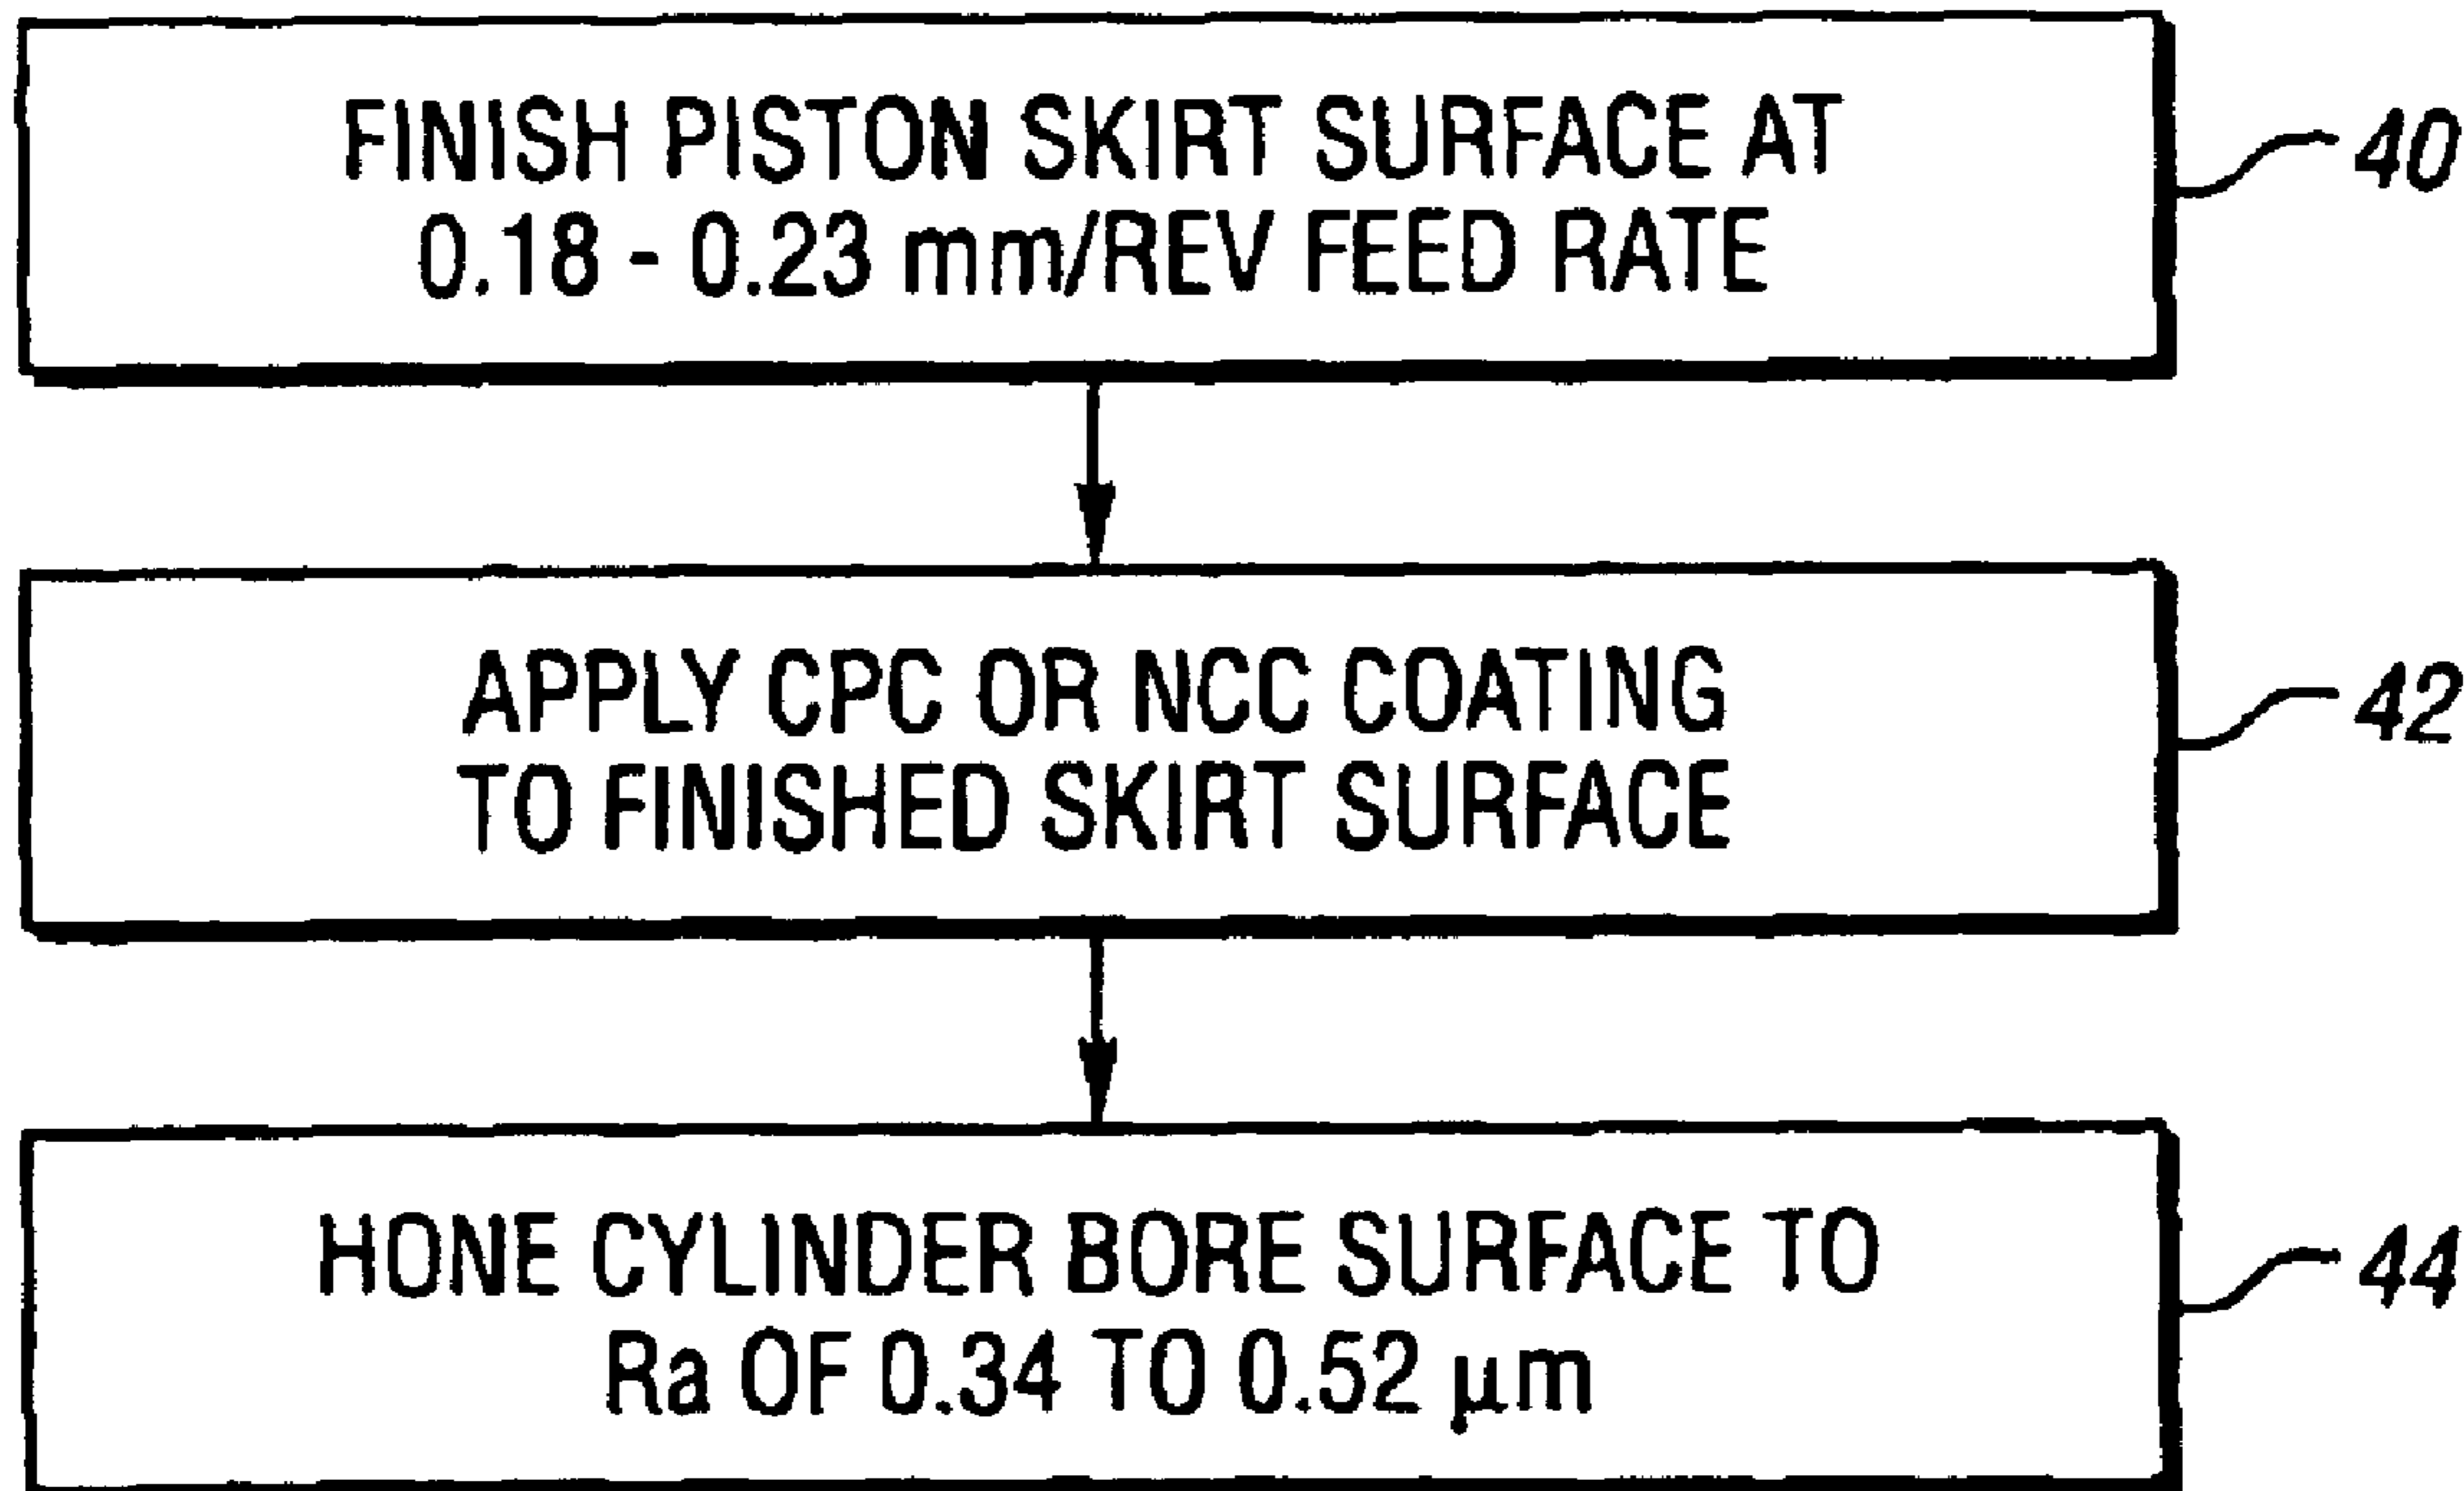 FINISH PISTON SKIRT SURFACE AT
0.18 - 0.23 mm/REV FEED RATE
40
APPLY CPC OR NCC COATING
TO FINISHED SKIRT SURFACE
42
HONE CYLINDER BORE SURFACE TO
Ra OF 0.34 TO 0.52 µm
44